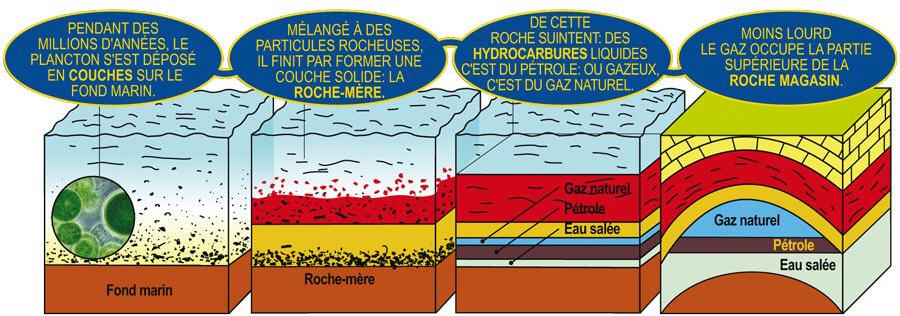 PENDANT DES
MILLIONS D'ANNÉES, LE
PLANCTON S'EST DÉPOSÉ
EN COUCHES SUR LE
FOND MARIN.
MÉLANGÉ À DES
PARTICULES ROCHEUSES,
IL FINIT PAR FORMER UNE
COUCHE SOLIDE: LA
ROCHE-MÈRE.
DE CETTE
ROCHE SUINTENT: DES
HYDROCARBURES LIQUIDES
C'EST DU PÉTROLE: OU GAZEUX,
C'EST DU GAZ NATUREL.
MOINS LOURD
LE GAZ OCCUPE LA PARTIE
SUPÉRIEURE DE LA
ROCHE MAGASIN.
Fond marin
Roche-mère
Gaz naturel
Pétrole
Eau salée
Gaz naturel
Pétrole
Eau salée